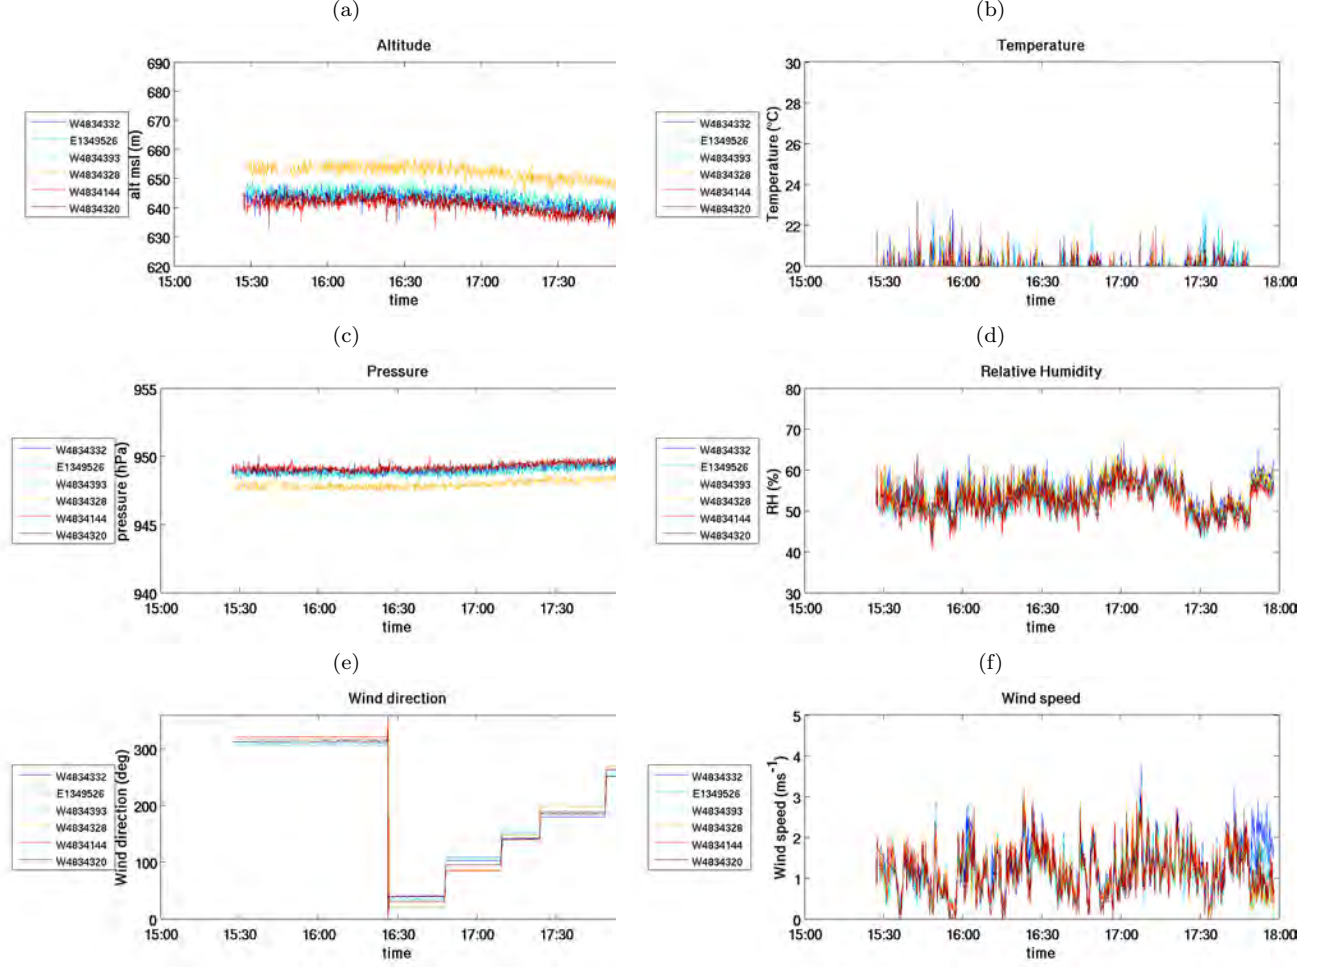 (a)
Altitude
690
680
670
660
650
640
630
620
alt msl (m)
W4834332
E1349526
W4834393
W4834328
W4834144
W4834320
15:00 15:30 16:00 16:30 17:00 17:30
time
(b)
Temperature
30
28
26
24
22
20
Temperature (°C)
W4834332
E1349526
W4834393
W4834328
W4834144
W4834320
15:00 15:30 16:00 16:30 17:00 17:30 18:00
time
(c)
Pressure
955
950
945
940
pressure (hPa)
W4834332
E1349526
W4834393
W4834328
W4834144
W4834320
15:00 15:30 16:00 16:30 17:00 17:30
time
(d)
Relative Humidity
80
70
60
50
40
30
RH (%)
W4834332
E1349526
W4834393
W4834328
W4834144
W4834320
15:00 15:30 16:00 16:30 17:00 17:30 18:00
time
(e)
Wind direction
300
200
100
0
Wind direction (deg)
W4834332
E1349526
W4834393
W4834328
W4834144
W4834320
15:00 15:30 16:00 16:30 17:00 17:30
time
(f)
Wind speed
5
4
3
2
1
0
Wind speed (ms⁻¹)
W4834332
E1349526
W4834393
W4834328
W4834144
W4834320
15:00 15:30 16:00 16:30 17:00 17:30 18:00
time